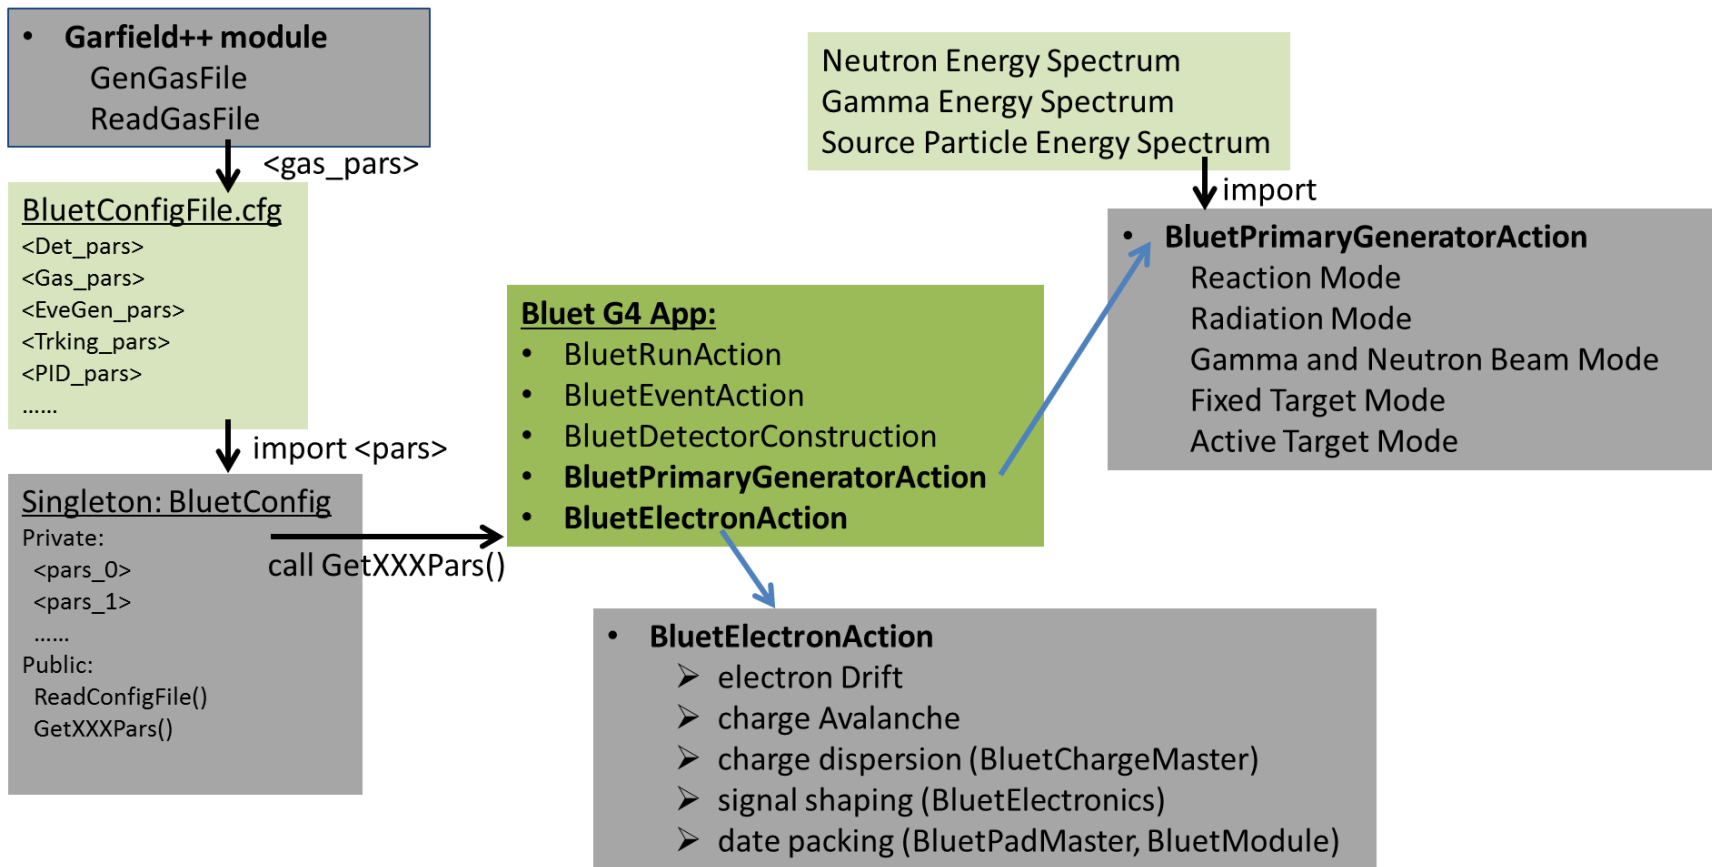 • Garfield++ module
GenGasFile
ReadGasFile
<gas_pars>
BluetConfigFile.cfg
<Det_pars>
<Gas_pars>
<EveGen_pars>
<Trking_pars>
<PID_pars>
......
import <pars>
Singleton: BluetConfig
Private:
<pars_0>
<pars_1>
......
Public:
ReadConfigFile()
GetXXXPars()
call GetXXXPars()
Bluet G4 App:
• BluetRunAction
• BluetEventAction
• BluetDetectorConstruction
• BluetPrimaryGeneratorAction
• BluetElectronAction
Neutron Energy Spectrum
Gamma Energy Spectrum
Source Particle Energy Spectrum
import
• BluetPrimaryGeneratorAction
Reaction Mode
Radiation Mode
Gamma and Neutron Beam Mode
Fixed Target Mode
Active Target Mode
• BluetElectronAction
➢ electron Drift
➢ charge Avalanche
➢ charge dispersion (BluetChargeMaster)
➢ signal shaping (BluetElectronics)
➢ date packing (BluetPadMaster, BluetModule)